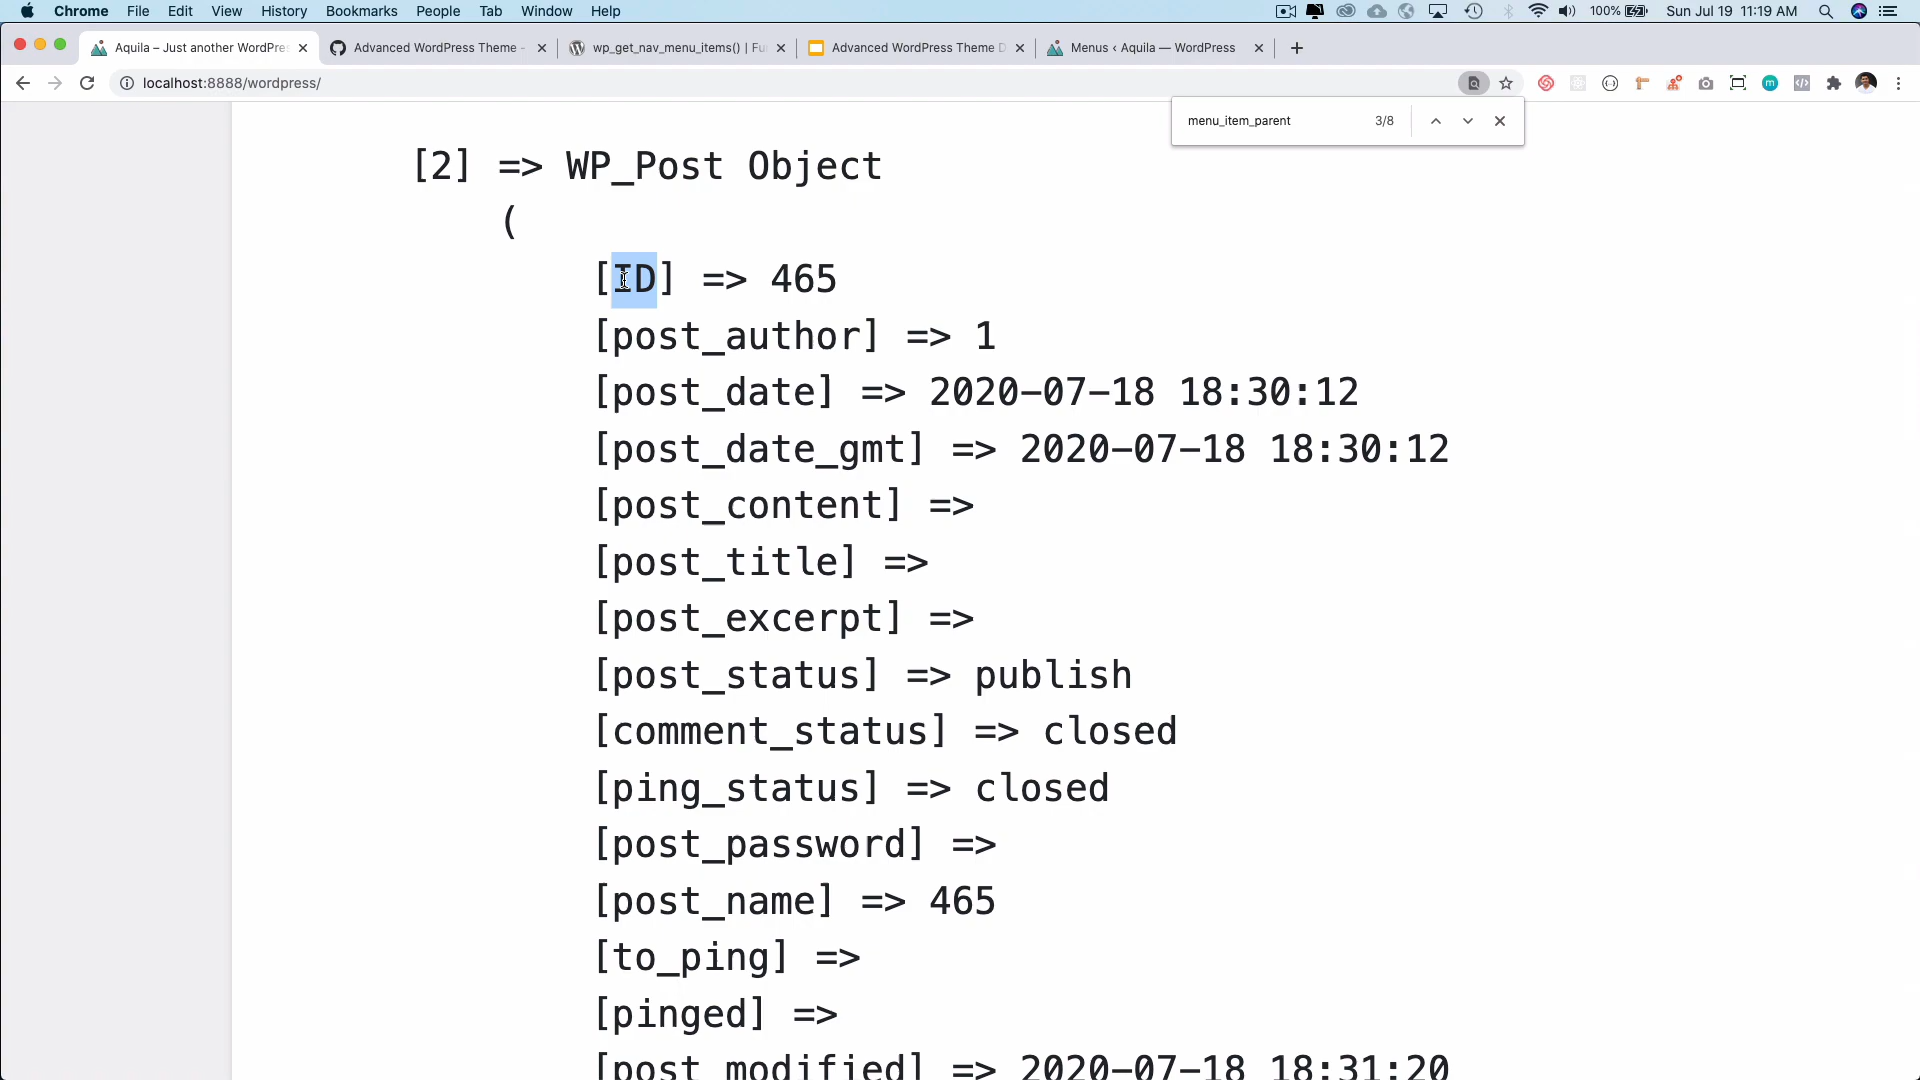 Chrome File Edit View History Bookmarks People Tab Window Help 100% Sun Jul 19 11:19 AM
Aquila – Just another WordPre Advanced WordPress Theme - wp_get_nav_menu_items() | Fu Advanced WordPress Theme D Menus ‹ Aquila — WordPress
localhost:8888/wordpress/
menu_item_parent 3/8
[2] => WP_Post Object
(
[ID] => 465
[post_author] => 1
[post_date] => 2020-07-18 18:30:12
[post_date_gmt] => 2020-07-18 18:30:12
[post_content] =>
[post_title] =>
[post_excerpt] =>
[post_status] => publish
[comment_status] => closed
[ping_status] => closed
[post_password] =>
[post_name] => 465
[to_ping] =>
[pinged] =>
[post_modified] => 2020-07-18 18:31:20